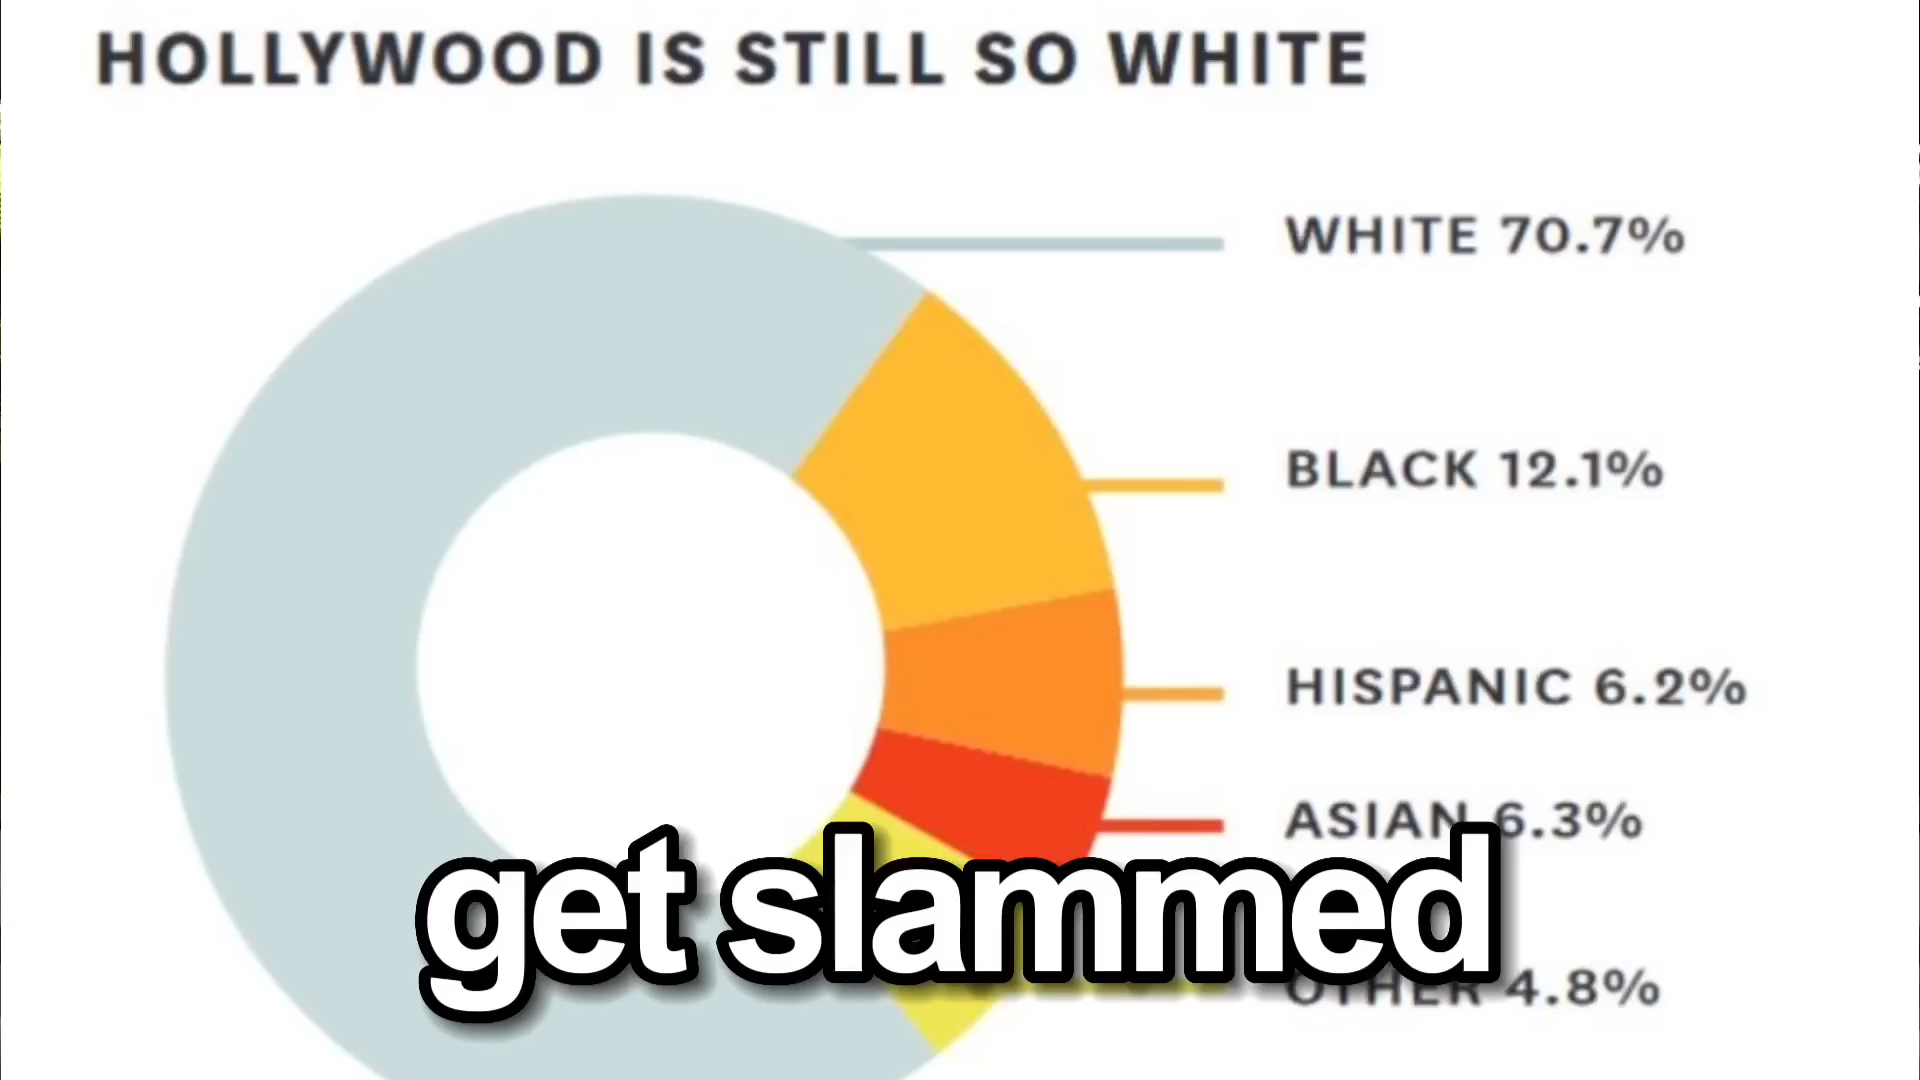 HOLLYWOOD IS STILL SO WHITE
WHITE 70.7%
BLACK 12.1%
HISPANIC 6.2%
ASIAN 6.3%
get slammed
OTHER 4.8%